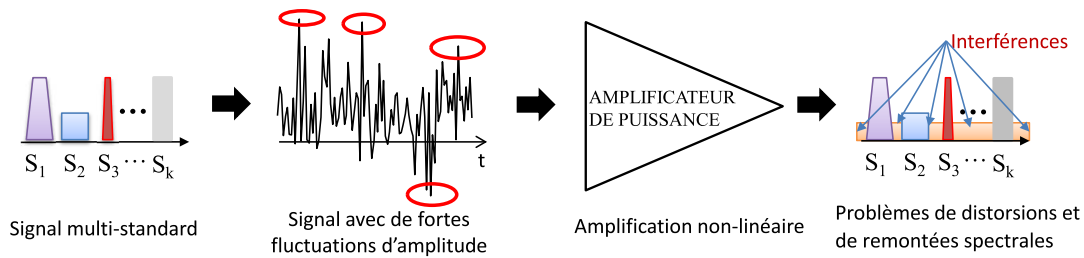 S1 S2 S3 ... Sk
Signal multi-standard
t
Signal avec de fortes
fluctuations d'amplitude
AMPLIFICATEUR
DE PUISSANCE
Amplification non-linéaire
Interférences
...
S1 S2 S3 ... Sk
Problèmes de distorsions et
de remontées spectrales